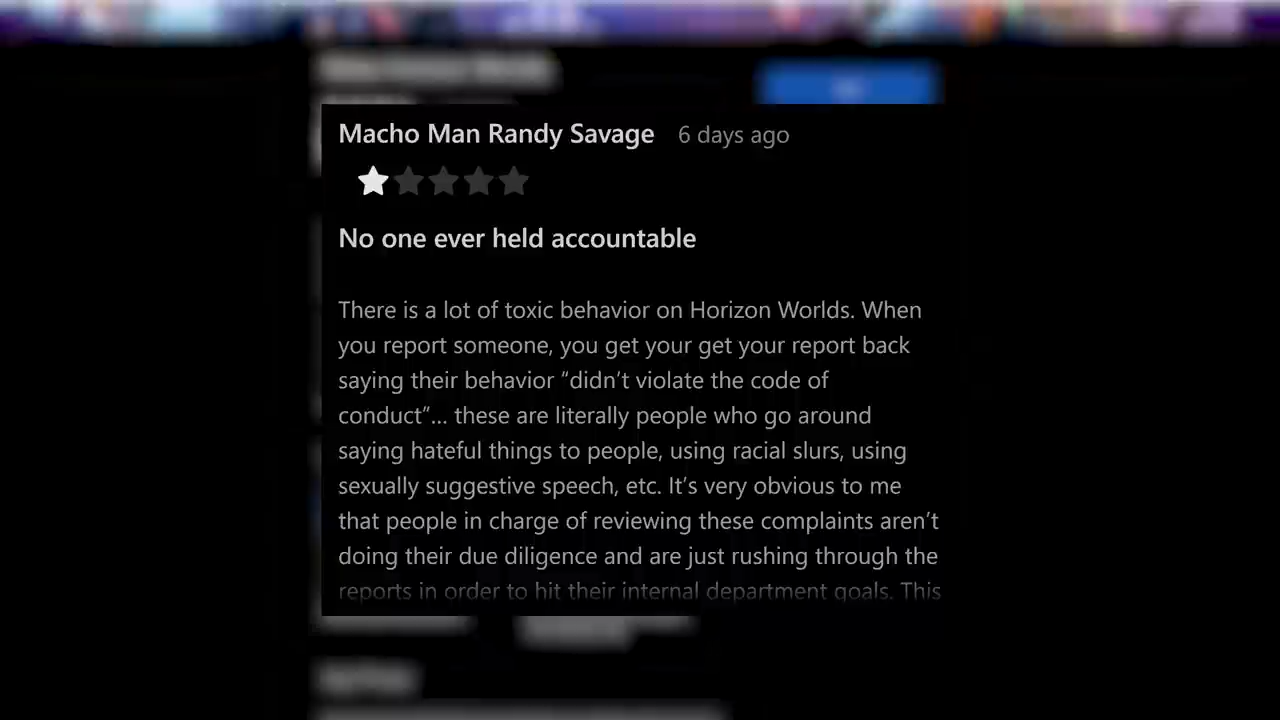 Macho Man Randy Savage 6 days ago
No one ever held accountable
There is a lot of toxic behavior on Horizon Worlds. When
you report someone, you get your get your report back
saying their behavior “didn’t violate the code of
conduct“... these are literally people who go around
saying hateful things to people, using racial slurs, using
sexually suggestive speech, etc. It’s very obvious to me
that people in charge of reviewing these complaints aren’t
doing their due diligence and are just rushing through the
reports in order to hit their internal department goals. This